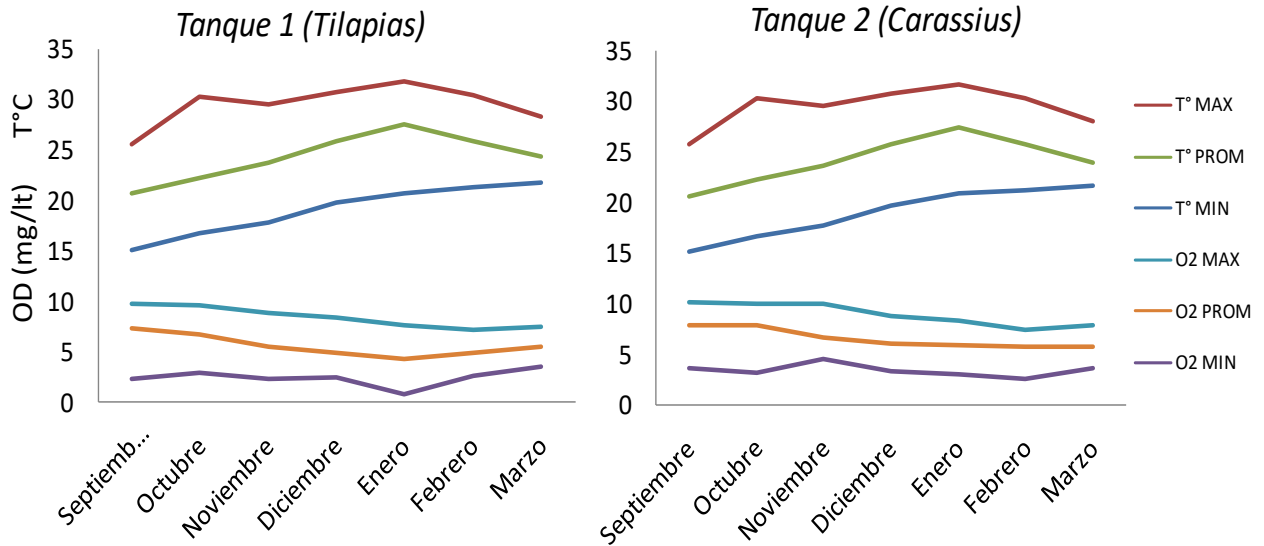 Tanque 1 (Tilapias)
OD (mg/lt) T°C
35
30
25
20
15
10
5
0
Septiemb...
Octubre
Noviembre
Diciembre
Enero
Febrero
Marzo
Tanque 2 (Carassius)
35
30
25
20
15
10
5
0
Septiembre
Octubre
Noviembre
Diciembre
Enero
Febrero
Marzo
T° MAX
T° PROM
T° MIN
O2 MAX
O2 PROM
O2 MIN